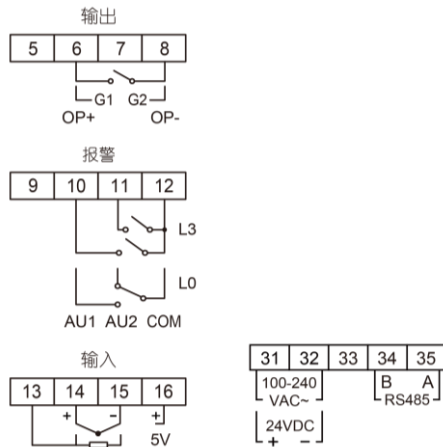 输出
5 6 7 8
G1 G2
OP+ OP-
报警
9 10 11 12
L3
L0
AU1 AU2 COM
输入
13 14 15 16
+ - +
5V
31 32 33 34 35
100-240 B A
VAC~ RS485
24VDC
+ -